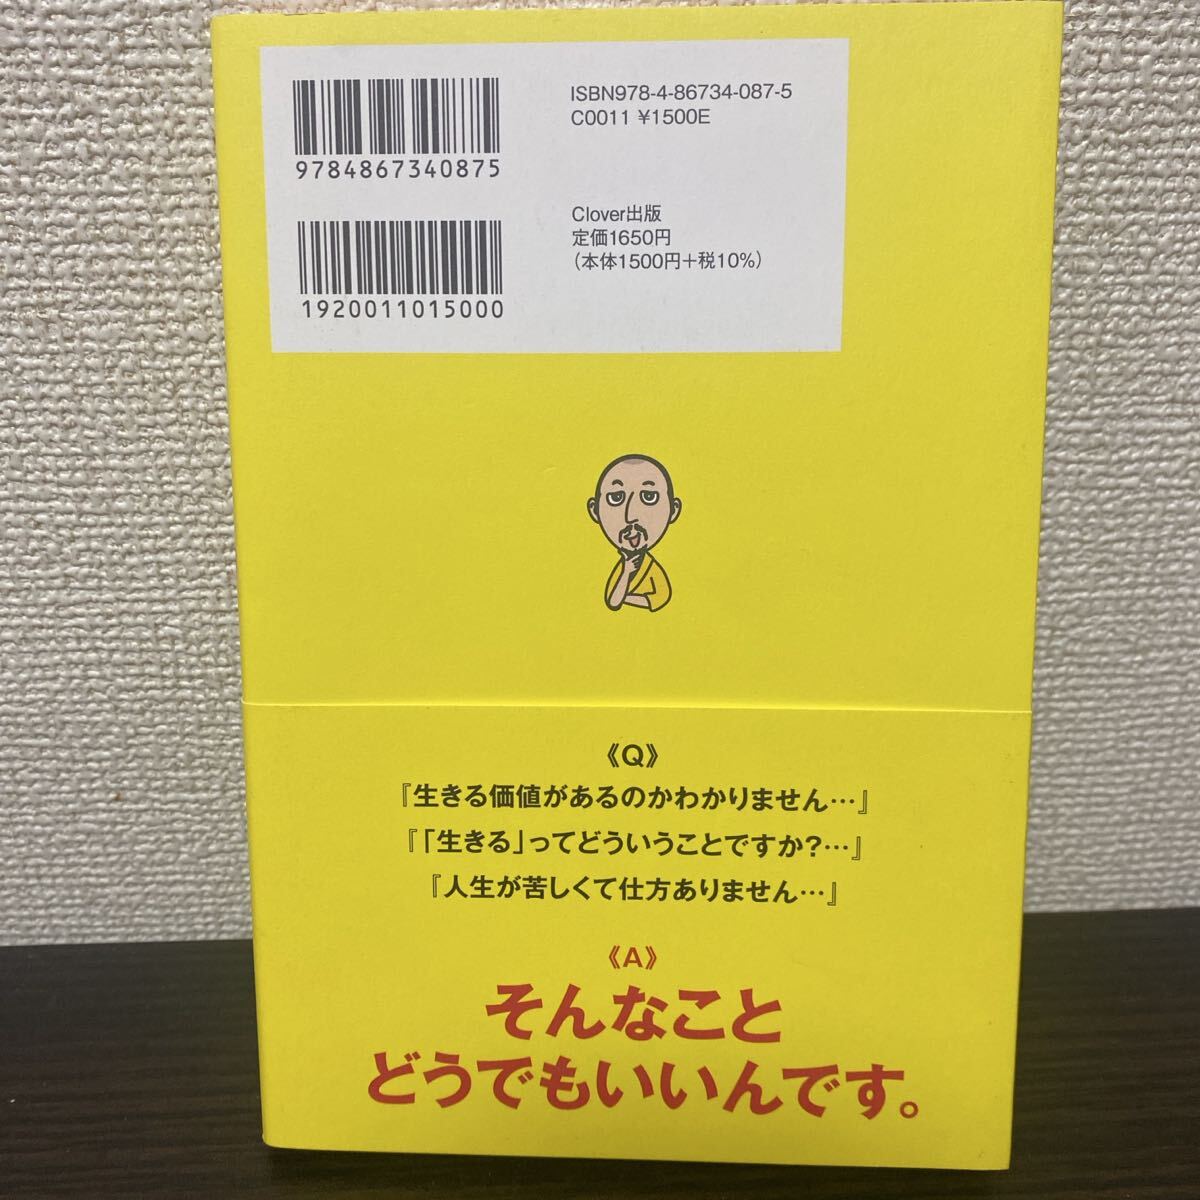 ISBN978-4-86734-087-5
C0011 ¥1500E
9784867340875
Clover出版
定価1650円
(本体1500円+税10%)
1920011015000
《Q》
『生きる価値があるのかわかりません…』
『「生きる」ってどういうことですか?…』
『人生が苦しくて仕方ありません…』
《A》
そんなこと
どうでもいいんです。